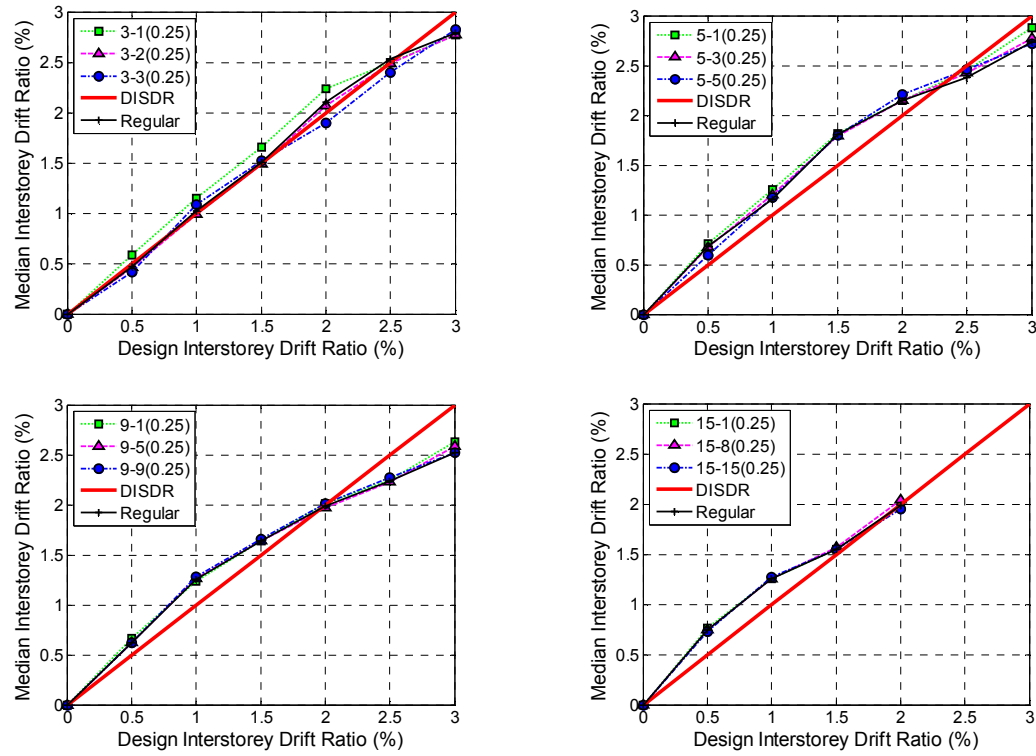 3-1(0.25)
3-2(0.25)
3-3(0.25)
DISDR
Regular
3
2.5
2
1.5
1
0.5
0
0 0.5 1 1.5 2 2.5 3
Median Interstorey Drift Ratio (%)
Design Interstorey Drift Ratio (%)
5-1(0.25)
5-3(0.25)
5-5(0.25)
DISDR
Regular
3
2.5
2
1.5
1
0.5
0
0 0.5 1 1.5 2 2.5 3
Median Interstorey Drift Ratio (%)
Design Interstorey Drift Ratio (%)
9-1(0.25)
9-5(0.25)
9-9(0.25)
DISDR
Regular
3
2.5
2
1.5
1
0.5
0
0 0.5 1 1.5 2 2.5 3
Median Interstorey Drift Ratio (%)
Design Interstorey Drift Ratio (%)
15-1(0.25)
15-8(0.25)
15-15(0.25)
DISDR
Regular
3
2.5
2
1.5
1
0.5
0
0 0.5 1 1.5 2 2.5 3
Median Interstorey Drift Ratio (%)
Design Interstorey Drift Ratio (%)